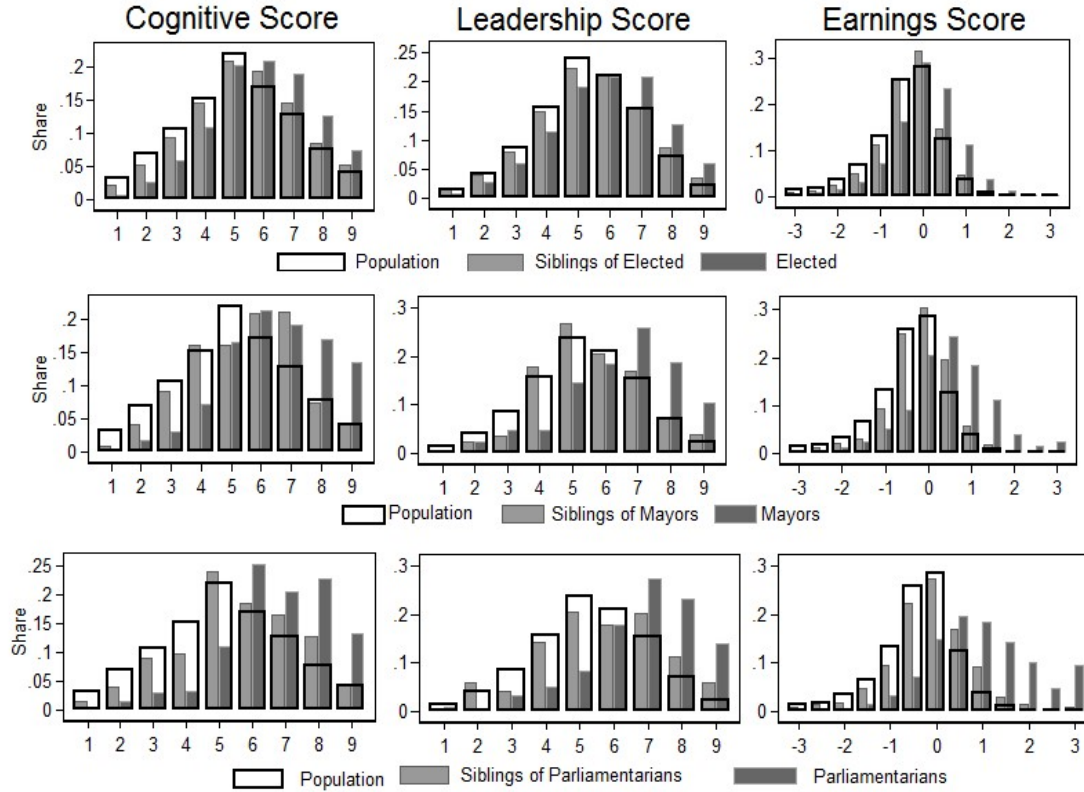 Cognitive Score Leadership Score Earnings Score
Share
.2
.15
.1
.05
0
1 2 3 4 5 6 7 8 9
.25
.2
.15
.1
.05
0
1 2 3 4 5 6 7 8 9
.3
.2
.1
0
-3 -2 -1 0 1 2 3
Population Siblings of Elected Elected
Share
.2
.15
.1
.05
0
1 2 3 4 5 6 7 8 9
.3
.2
.1
0
1 2 3 4 5 6 7 8 9
.3
.2
.1
0
-3 -2 -1 0 1 2 3
Population Siblings of Mayors Mayors
Share
.25
.2
.15
.1
.05
0
1 2 3 4 5 6 7 8 9
.3
.2
.1
0
1 2 3 4 5 6 7 8 9
.3
.2
.1
0
-3 -2 -1 0 1 2 3
Population Siblings of Parliamentarians Parliamentarians